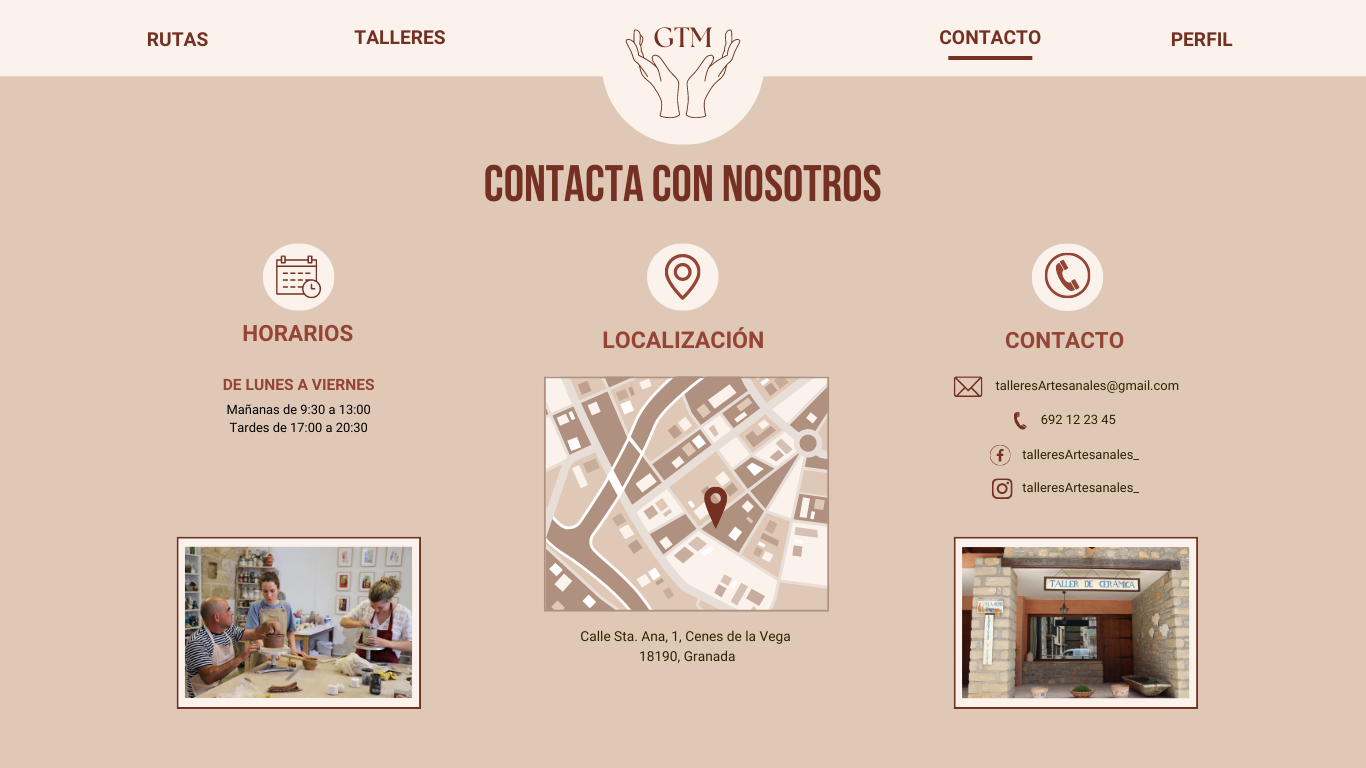 RUTAS
TALLERES
GTM
CONTACTO
PERFIL
CONTACTA CON NOSOTROS
HORARIOS
DE LUNES A VIERNES
Mañanas de 9:30 a 13:00
Tardes de 17:00 a 20:30
LOCALIZACIÓN
Calle Sta. Ana, 1, Cenes de la Vega
18190, Granada
CONTACTO
talleresArtesanales@gmail.com
692 12 23 45
talleresArtesanales_
talleresArtesanales_
TALLER DE CERÁMICA